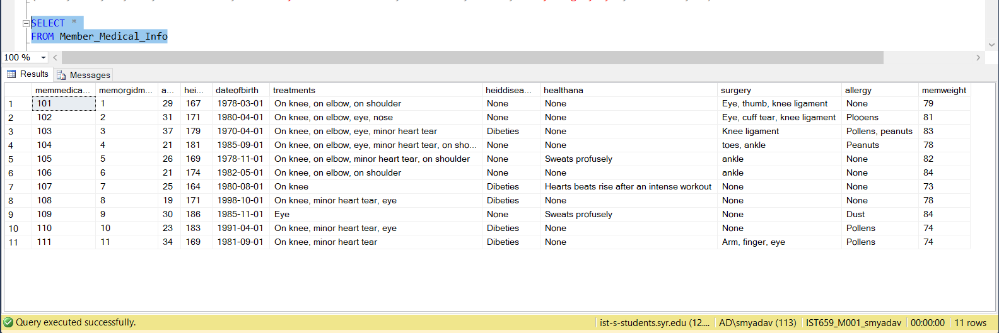 SELECT *
FROM Member_Medical_Info
100 %
Results Messages
memmedica... memorgidm... a... hei... dateofbirth treatments heiddisea... healthana surgery allergy memweight
1 101 1 29 167 1978-03-01 On knee, on elbow, on shoulder None None Eye, thumb, knee ligament None 79
2 102 2 31 171 1980-04-01 On knee, on elbow, eye, nose None None Eye, cuff tear, knee ligament Plooens 81
3 103 3 37 179 1970-04-01 On knee, on elbow, eye, minor heart tear Dibeties None Knee ligament Pollens, peanuts 83
4 104 4 21 181 1985-09-01 On knee, on elbow, eye, minor heart tear, on sho... None None toes, ankle Peanuts 78
5 105 5 26 169 1978-11-01 On knee, on elbow, minor heart tear, on shoulder None Sweats profusely ankle None 82
6 106 6 21 174 1982-05-01 On knee, on elbow, on shoulder None None ankle None 84
7 107 7 25 164 1980-08-01 On knee Dibeties Hearts beats rise after an intense workout None None 73
8 108 8 19 171 1998-10-01 On knee, minor heart tear, eye Dibeties None None None 78
9 109 9 30 186 1985-11-01 Eye None Sweats profusely None Dust 84
10 110 10 23 183 1991-04-01 On knee, minor heart tear, eye Dibeties None None Pollens 74
11 111 11 34 169 1981-09-01 On knee, minor heart tear Dibeties None Arm, finger, eye Pollens 74
Query executed successfully. ist-s-students.syr.edu (12.... AD\smyadav (113) IST659_M001_smyadav 00:00:00 11 rows